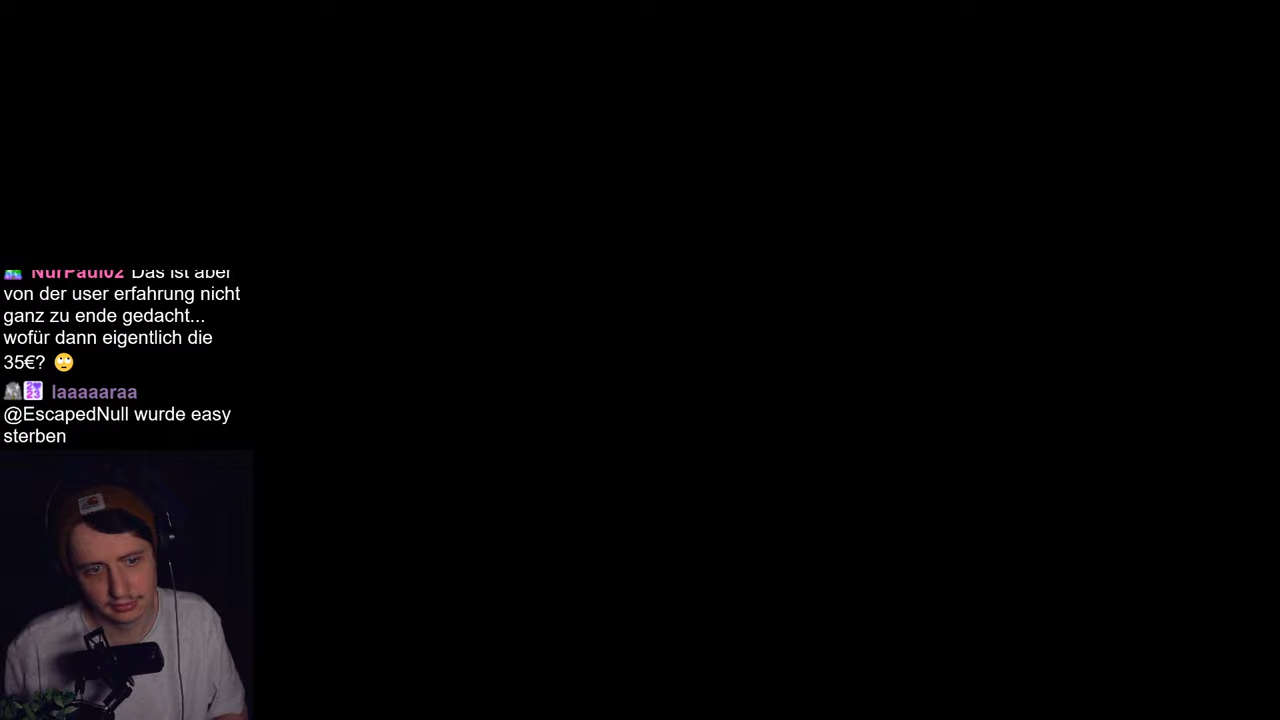 NurPaul02 Das ist aber
von der user erfahrung nicht
ganz zu ende gedacht...
wofür dann eigentlich die
35€? 🙄
laaaaaraa
@EscapedNull wurde easy
sterben